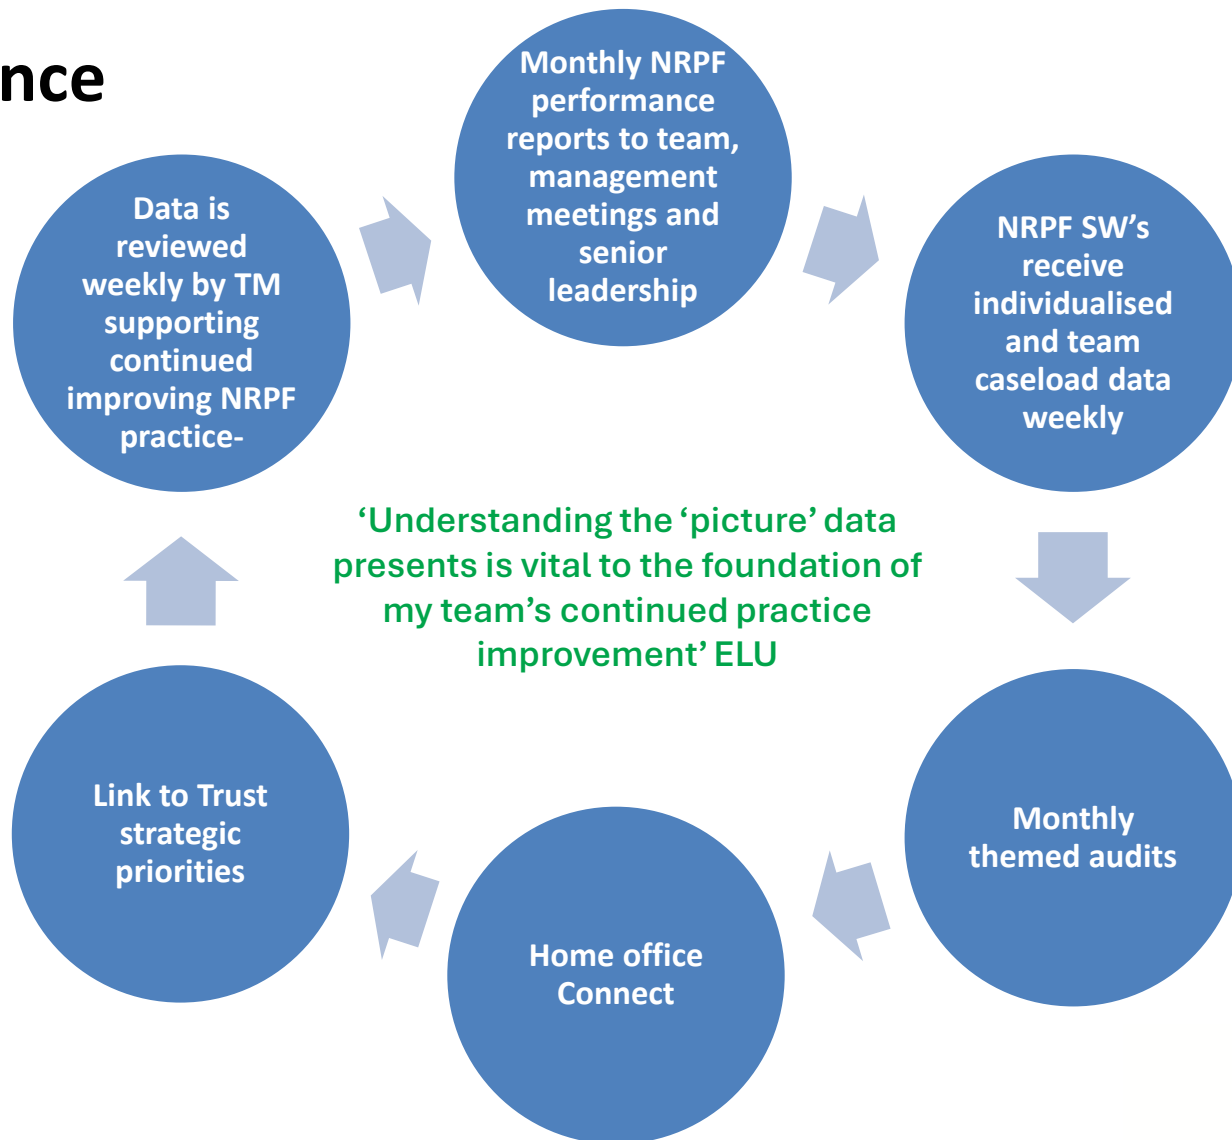 nce
Monthly NRPF
performance
reports to team,
management
meetings and
senior
leadership
NRPF SW’s
receive
individualised
and team
caseload data
weekly
Monthly
themed audits
Home office
Connect
Link to Trust
strategic
priorities
Data is
reviewed
weekly by TM
supporting
continued
improving NRPF
practice-
‘Understanding the ‘picture’ data
presents is vital to the foundation of
my team’s continued practice
improvement’ ELU